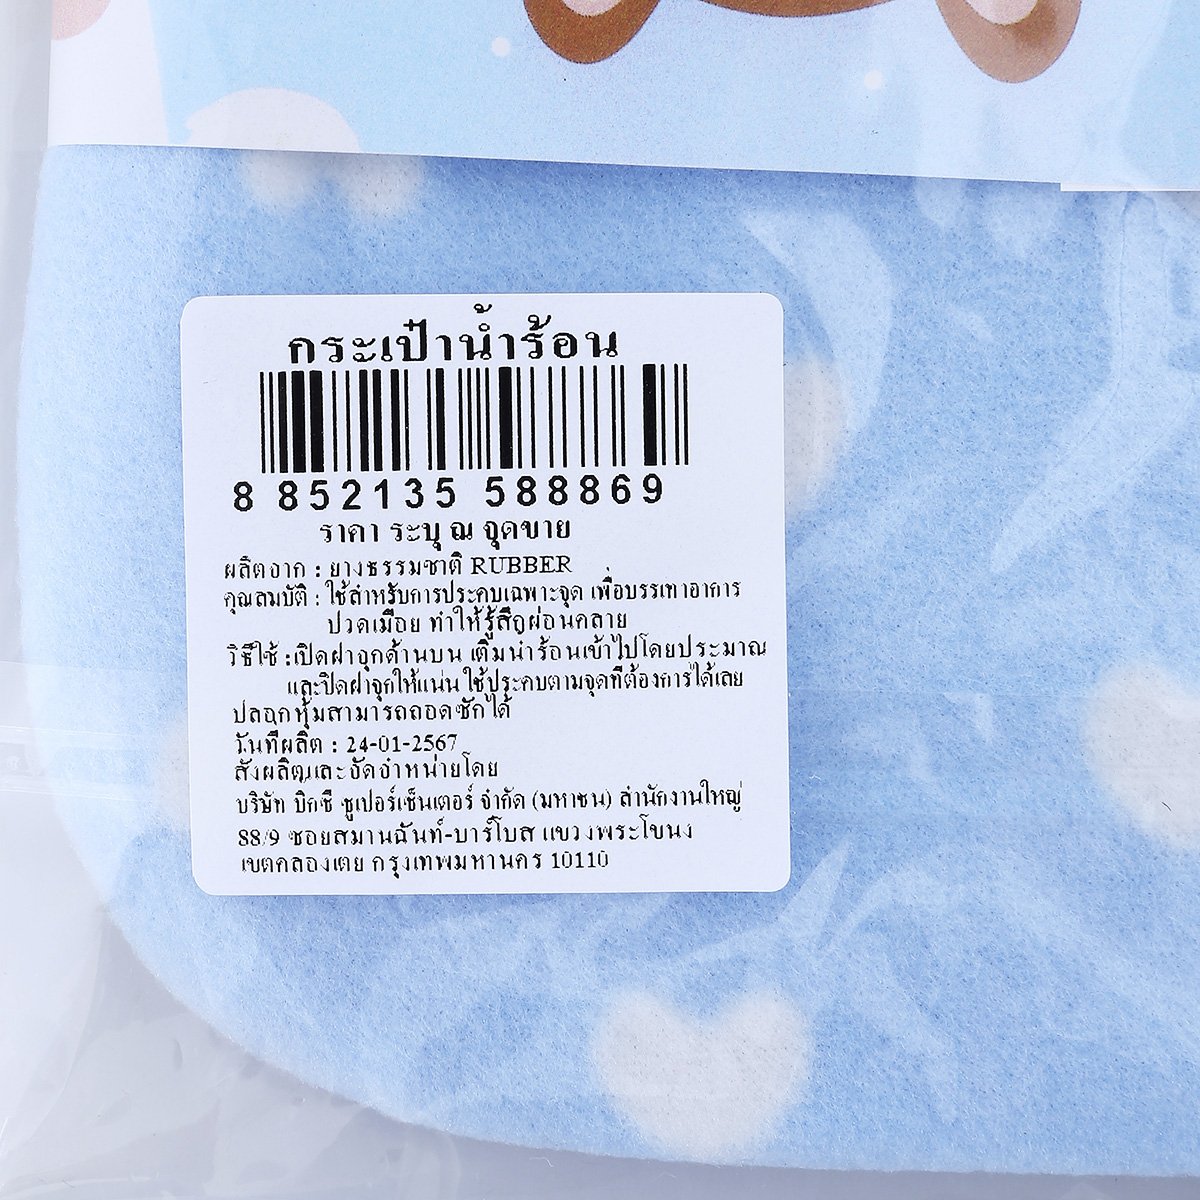 กระเป๋าน้ำร้อน
8 852135 588869
ราคา ระบุ ณ จุดขาย
ผลิตจาก : ยางธรรมชาติ RUBBER
คุณสมบัติ : ใช้สำหรับการประคบเฉพาะจุด เพื่อบรรเทาอาการ
ปวดเมื่อย ทำให้รู้สึกผ่อนคลาย
วิธีใช้ :เปิดฝาจุกด้านบน เติมน้ำร้อนเข้าไปโดยประมาณ
และปิดฝาจุกให้แน่น ใช้ประคบตามจุดที่ต้องการได้เลย
ปลอกหุ้มสามารถถอดซักได้
วันที่ผลิต : 24-01-2567
สั่งผลิตและจัดจำหน่ายโดย
บริษัท บิ๊กซี ซูเปอร์เซ็นเตอร์ จำกัด (มหาชน) สำนักงานใหญ่
88/9 ซอยสมานฉันท์-บาร์โบส แขวงพระโขนง
เขตคลองเตย กรุงเทพมหานคร 10110